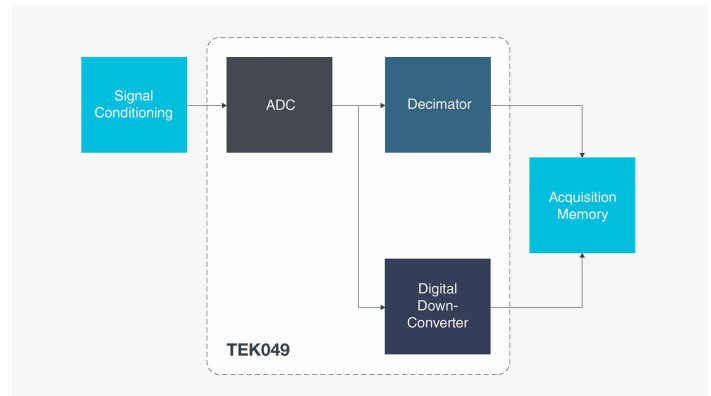 Signal
Conditioning
ADC
Decimator
Acquisition
Memory
Digital
Down-
Converter
TEK049